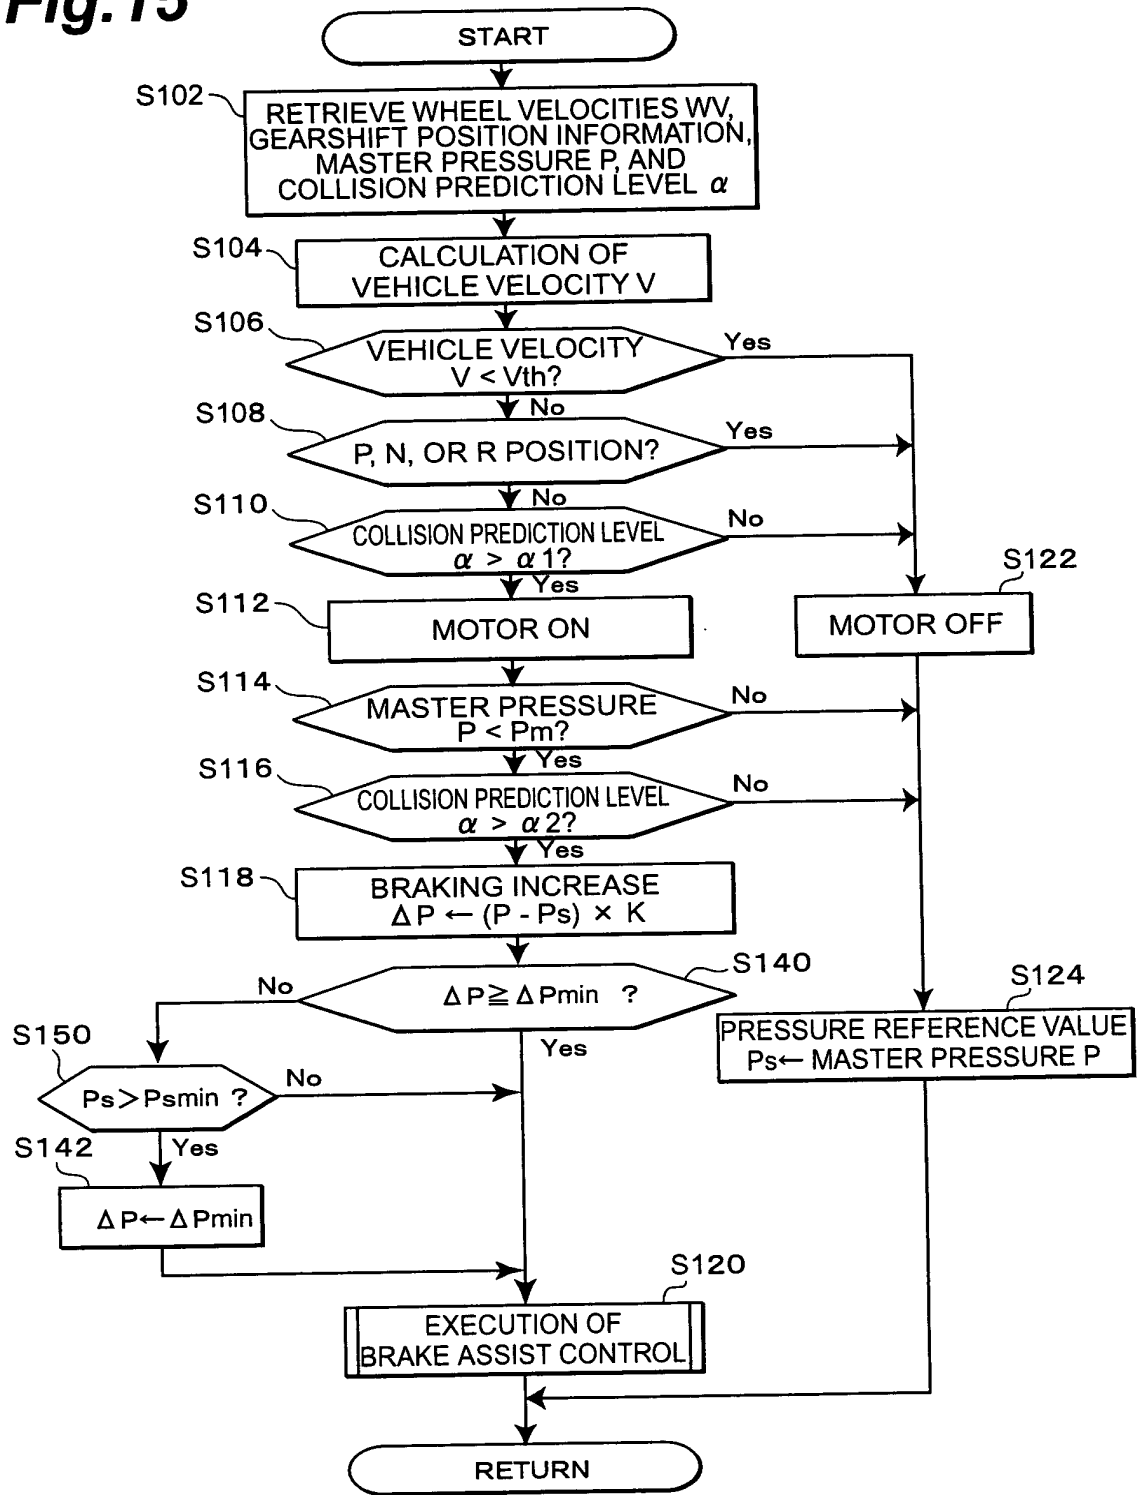 Fig. 15
START
S102
RETRIEVE WHEEL VELOCITIES WV,
GEARSHIFT POSITION INFORMATION,
MASTER PRESSURE P, AND
COLLISION PREDICTION LEVEL α
S104
CALCULATION OF
VEHICLE VELOCITY V
S106
VEHICLE VELOCITY
V < Vth?
Yes
No
S108
P, N, OR R POSITION?
Yes
No
S110
COLLISION PREDICTION LEVEL
α > α1?
No
Yes
S112
MOTOR ON
S122
MOTOR OFF
S114
MASTER PRESSURE
P < Pm?
No
Yes
S116
COLLISION PREDICTION LEVEL
α > α2?
No
Yes
S118
BRAKING INCREASE
ΔP ← (P - Ps) × K
S140
ΔP≧ΔPmin ?
No
Yes
S124
PRESSURE REFERENCE VALUE
Ps← MASTER PRESSURE P
S150
Ps>Psmin ?
No
Yes
S142
ΔP←ΔPmin
S120
EXECUTION OF
BRAKE ASSIST CONTROL
RETURN